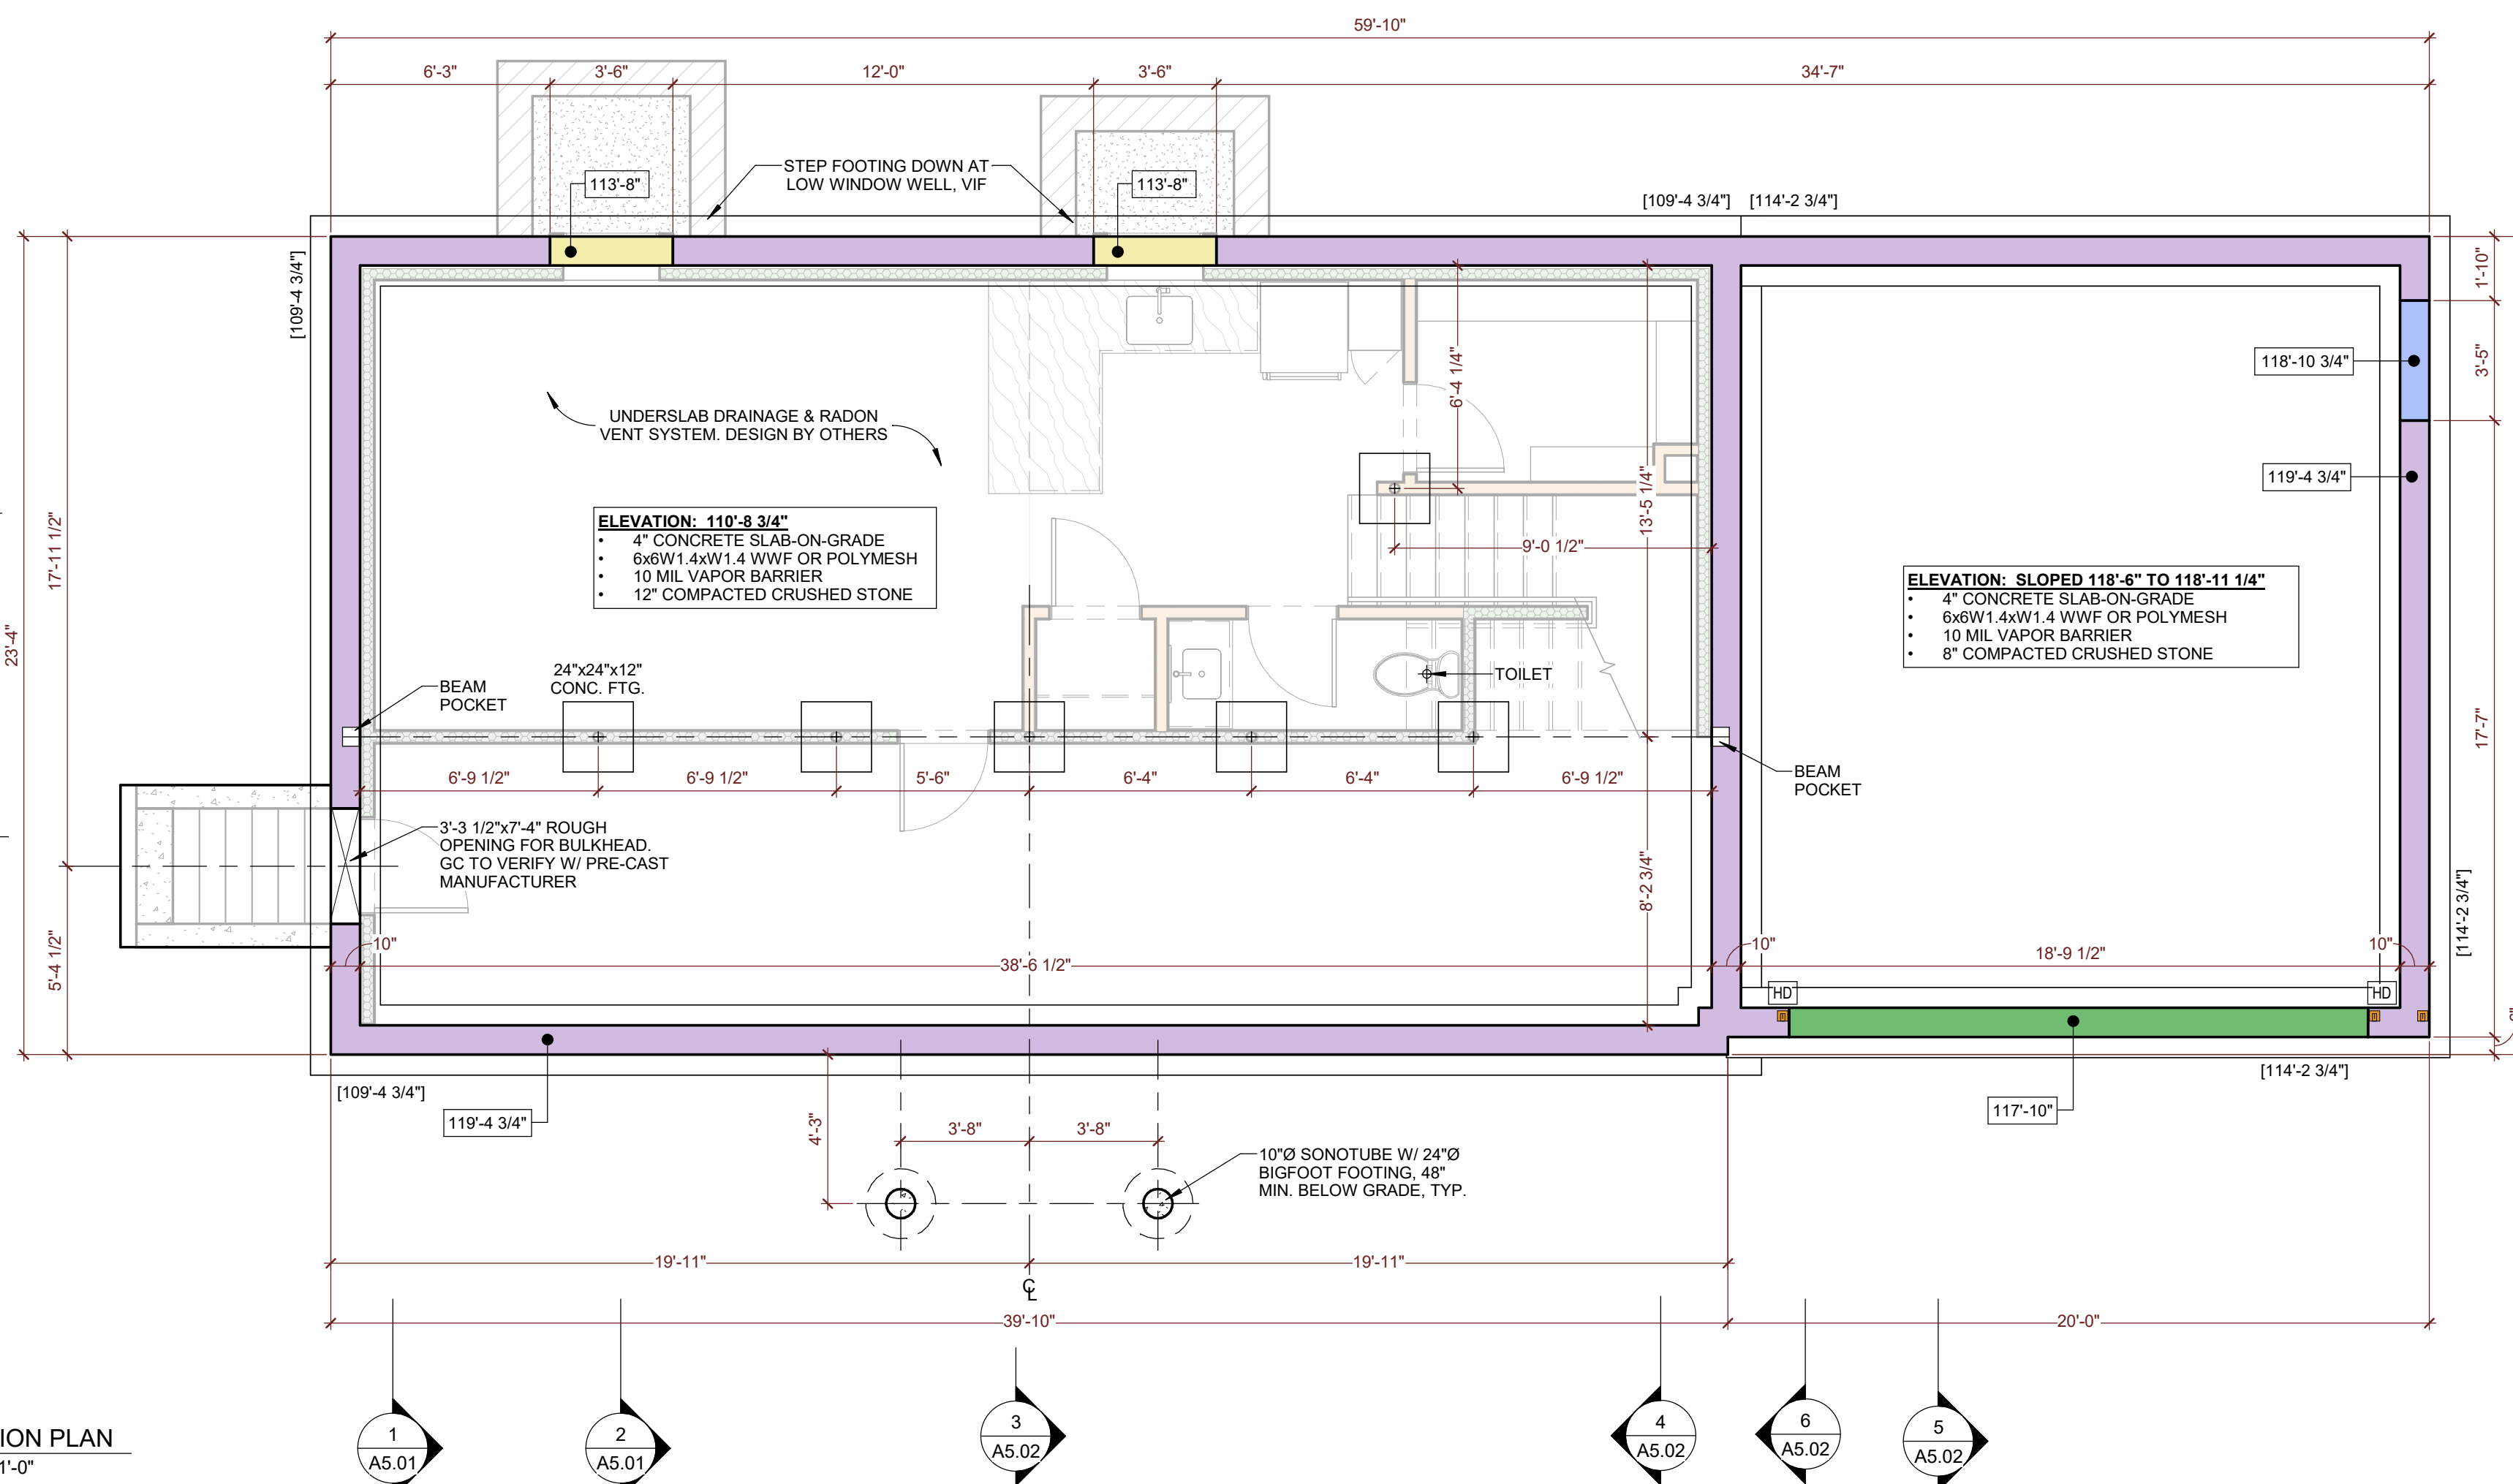 59'-10"
6'-3"
3'-6"
12'-0"
3'-6"
34'-7"
STEP FOOTING DOWN AT
LOW WINDOW WELL, VIF
113'-8"
113'-8"
[109'-4 3/4"]
[114'-2 3/4"]
[109'-4 3/4"]
1'-10"
3'-5"
118'-10 3/4"
6'-4 1/4"
UNDERSLAB DRAINAGE & RADON
VENT SYSTEM. DESIGN BY OTHERS
119'-4 3/4"
13'-5 1/4"
17'-11 1/2"
23'-4"
ELEVATION: 110'-8 3/4"
• 4" CONCRETE SLAB-ON-GRADE
• 6x6W1.4xW1.4 WWF OR POLYMESH
• 10 MIL VAPOR BARRIER
• 12" COMPACTED CRUSHED STONE
9'-0 1/2"
ELEVATION: SLOPED 118'-6" TO 118'-11 1/4"
• 4" CONCRETE SLAB-ON-GRADE
• 6x6W1.4xW1.4 WWF OR POLYMESH
• 10 MIL VAPOR BARRIER
• 8" COMPACTED CRUSHED STONE
24"x24"x12"
CONC. FTG.
BEAM
POCKET
TOILET
17'-7"
6'-9 1/2"
6'-9 1/2"
5'-6"
6'-4"
6'-4"
6'-9 1/2"
BEAM
POCKET
3'-3 1/2"x7'-4" ROUGH
OPENING FOR BULKHEAD.
GC TO VERIFY W/ PRE-CAST
MANUFACTURER
8'-2 3/4"
[114'-2 3/4"]
5'-4 1/2"
10"
38'-6 1/2"
10"
18'-9 1/2"
10"
HD
HD
[109'-4 3/4"]
[114'-2 3/4"]
119'-4 3/4"
117'-10"
4'-3"
3'-8"
3'-8"
10"Ø SONOTUBE W/ 24"Ø
BIGFOOT FOOTING, 48"
MIN. BELOW GRADE, TYP.
19'-11"
19'-11"
CL
39'-10"
20'-0"
1
A5.01
2
A5.01
3
A5.02
4
A5.02
6
A5.02
5
A5.02
ION PLAN
1'-0"